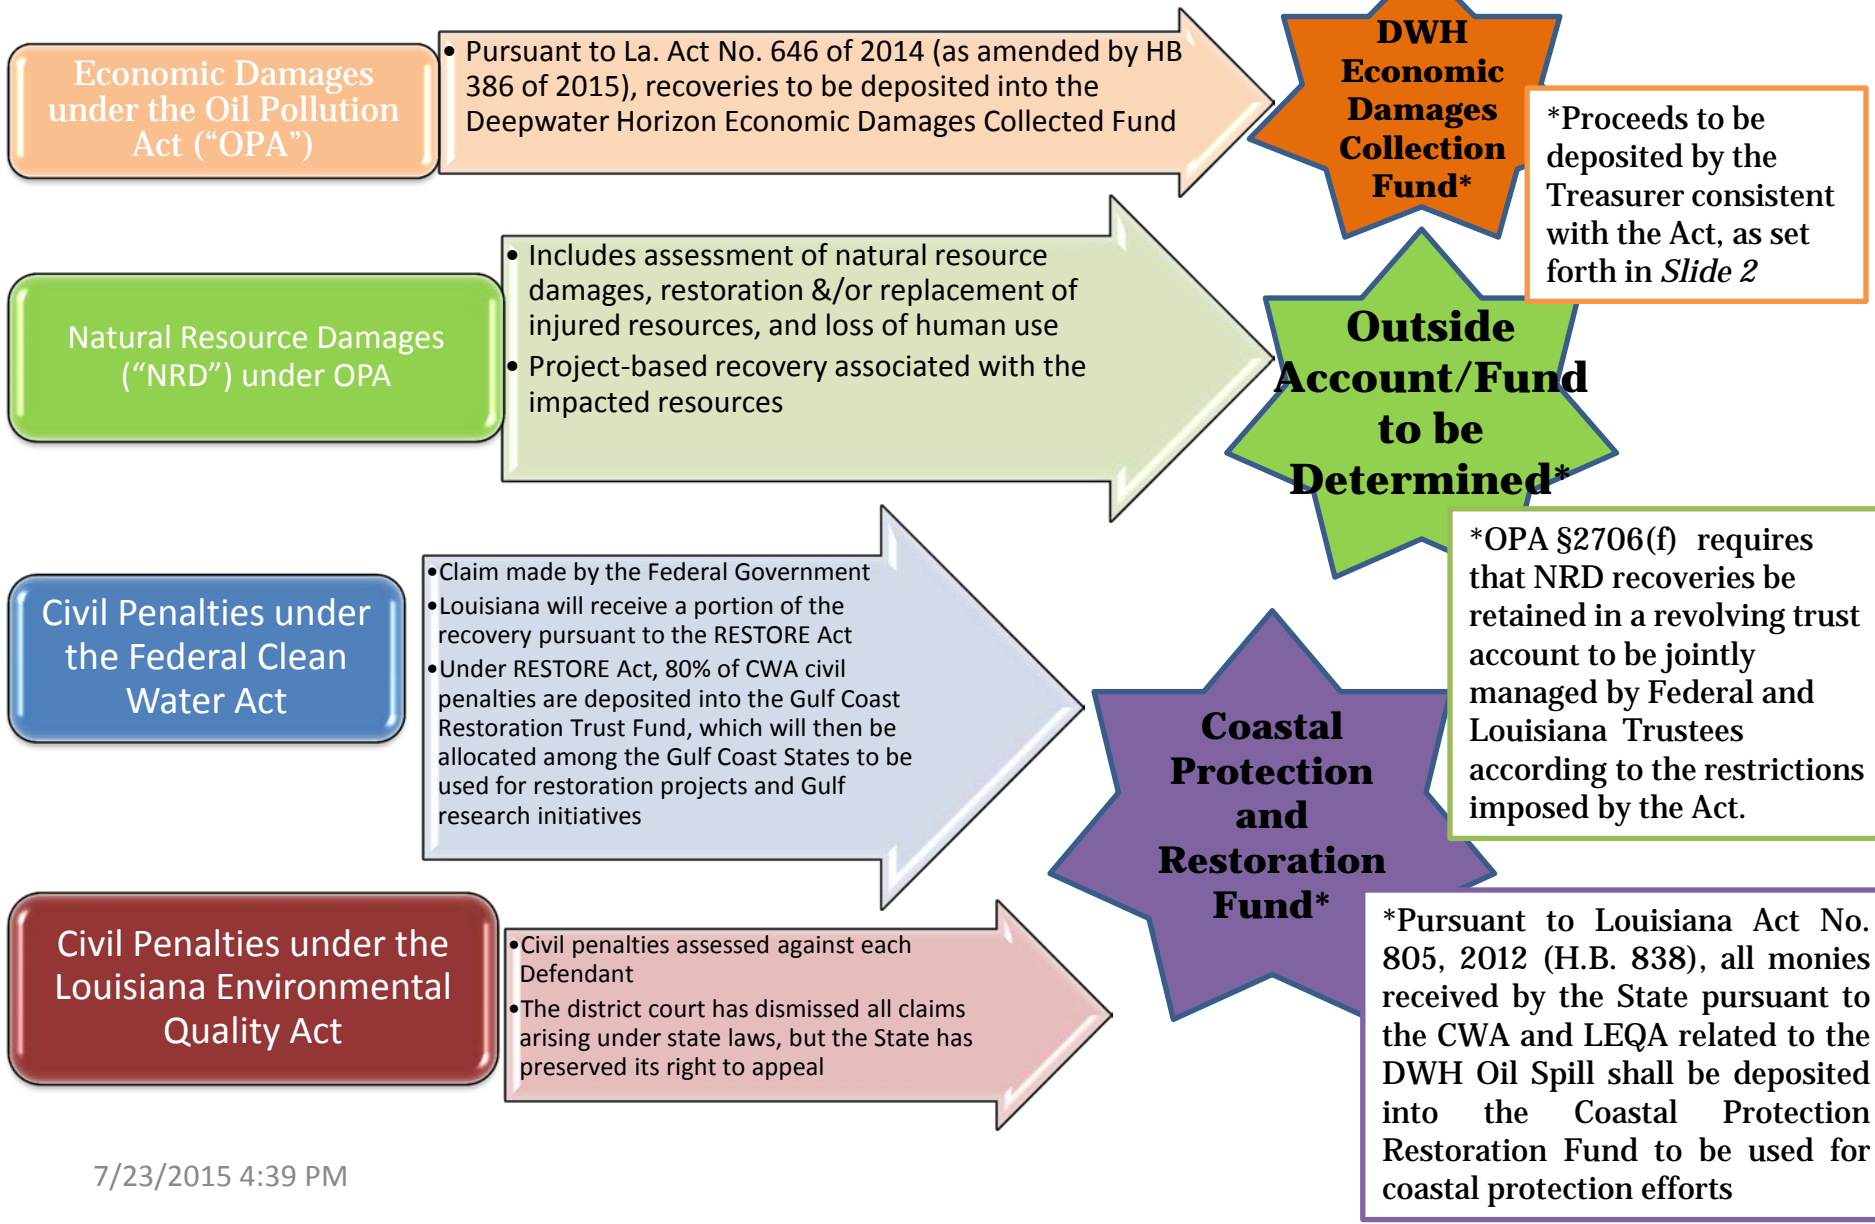 Economic Damages
under the Oil Pollution
Act (“OPA”)
• Pursuant to La. Act No. 646 of 2014 (as amended by HB
386 of 2015), recoveries to be deposited into the
Deepwater Horizon Economic Damages Collected Fund
DWH
Economic
Damages
Collection
Fund*
*Proceeds to be
deposited by the
Treasurer consistent
with the Act, as set
forth in Slide 2
Natural Resource Damages
(“NRD”) under OPA
• Includes assessment of natural resource
damages, restoration &/or replacement of
injured resources, and loss of human use
• Project-based recovery associated with the
impacted resources
Outside
Account/Fund
to be
Determined*
*OPA §2706(f) requires
that NRD recoveries be
retained in a revolving trust
account to be jointly
managed by Federal and
Louisiana Trustees
according to the restrictions
imposed by the Act.
Civil Penalties under
the Federal Clean
Water Act
•Claim made by the Federal Government
•Louisiana will receive a portion of the
recovery pursuant to the RESTORE Act
•Under RESTORE Act, 80% of CWA civil
penalties are deposited into the Gulf Coast
Restoration Trust Fund, which will then be
allocated among the Gulf Coast States to be
used for restoration projects and Gulf
research initiatives
Coastal
Protection
and
Restoration
Fund*
Civil Penalties under the
Louisiana Environmental
Quality Act
•Civil penalties assessed against each
Defendant
•The district court has dismissed all claims
arising under state laws, but the State has
preserved its right to appeal
*Pursuant to Louisiana Act No.
805, 2012 (H.B. 838), all monies
received by the State pursuant to
the CWA and LEQA related to the
DWH Oil Spill shall be deposited
into the Coastal Protection
Restoration Fund to be used for
coastal protection efforts
7/23/2015 4:39 PM